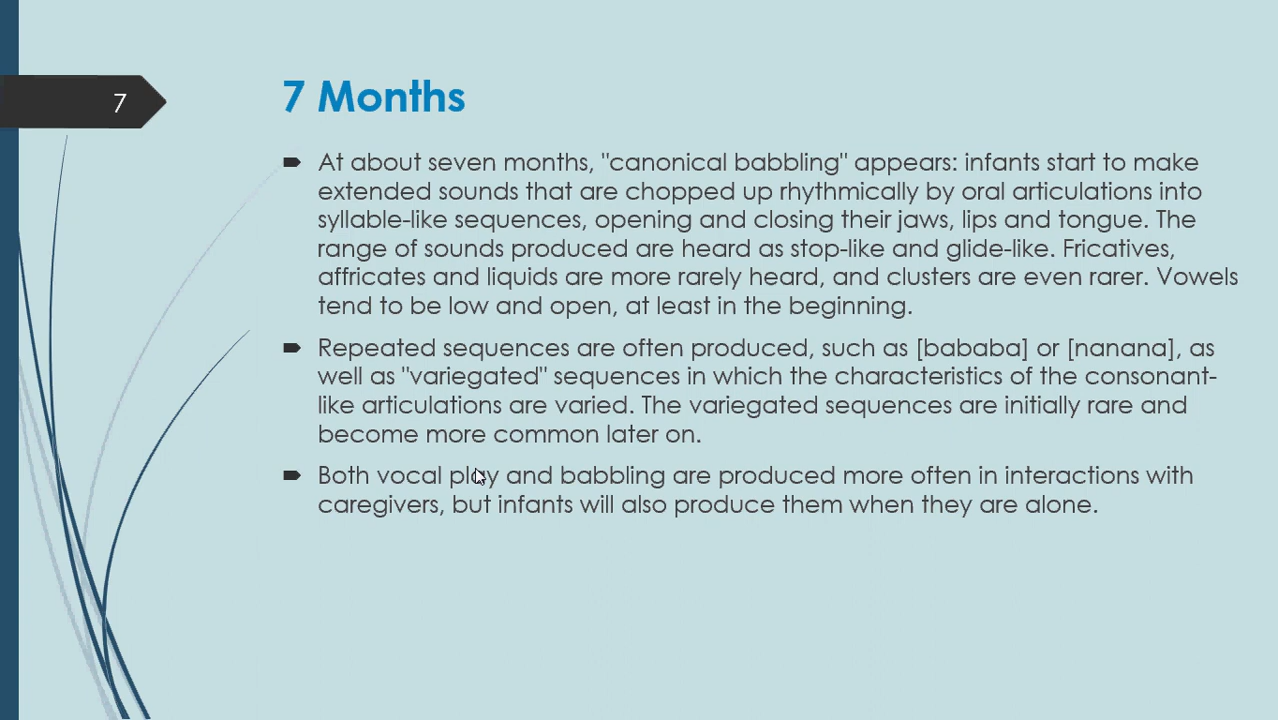 7
7 Months
At about seven months, "canonical babbling" appears: infants start to make
extended sounds that are chopped up rhythmically by oral articulations into
syllable-like sequences, opening and closing their jaws, lips and tongue. The
range of sounds produced are heard as stop-like and glide-like. Fricatives,
affricates and liquids are more rarely heard, and clusters are even rarer. Vowels
tend to be low and open, at least in the beginning.
Repeated sequences are often produced, such as [bababa] or [nanana], as
well as "variegated" sequences in which the characteristics of the consonant-
like articulations are varied. The variegated sequences are initially rare and
become more common later on.
Both vocal play and babbling are produced more often in interactions with
caregivers, but infants will also produce them when they are alone.